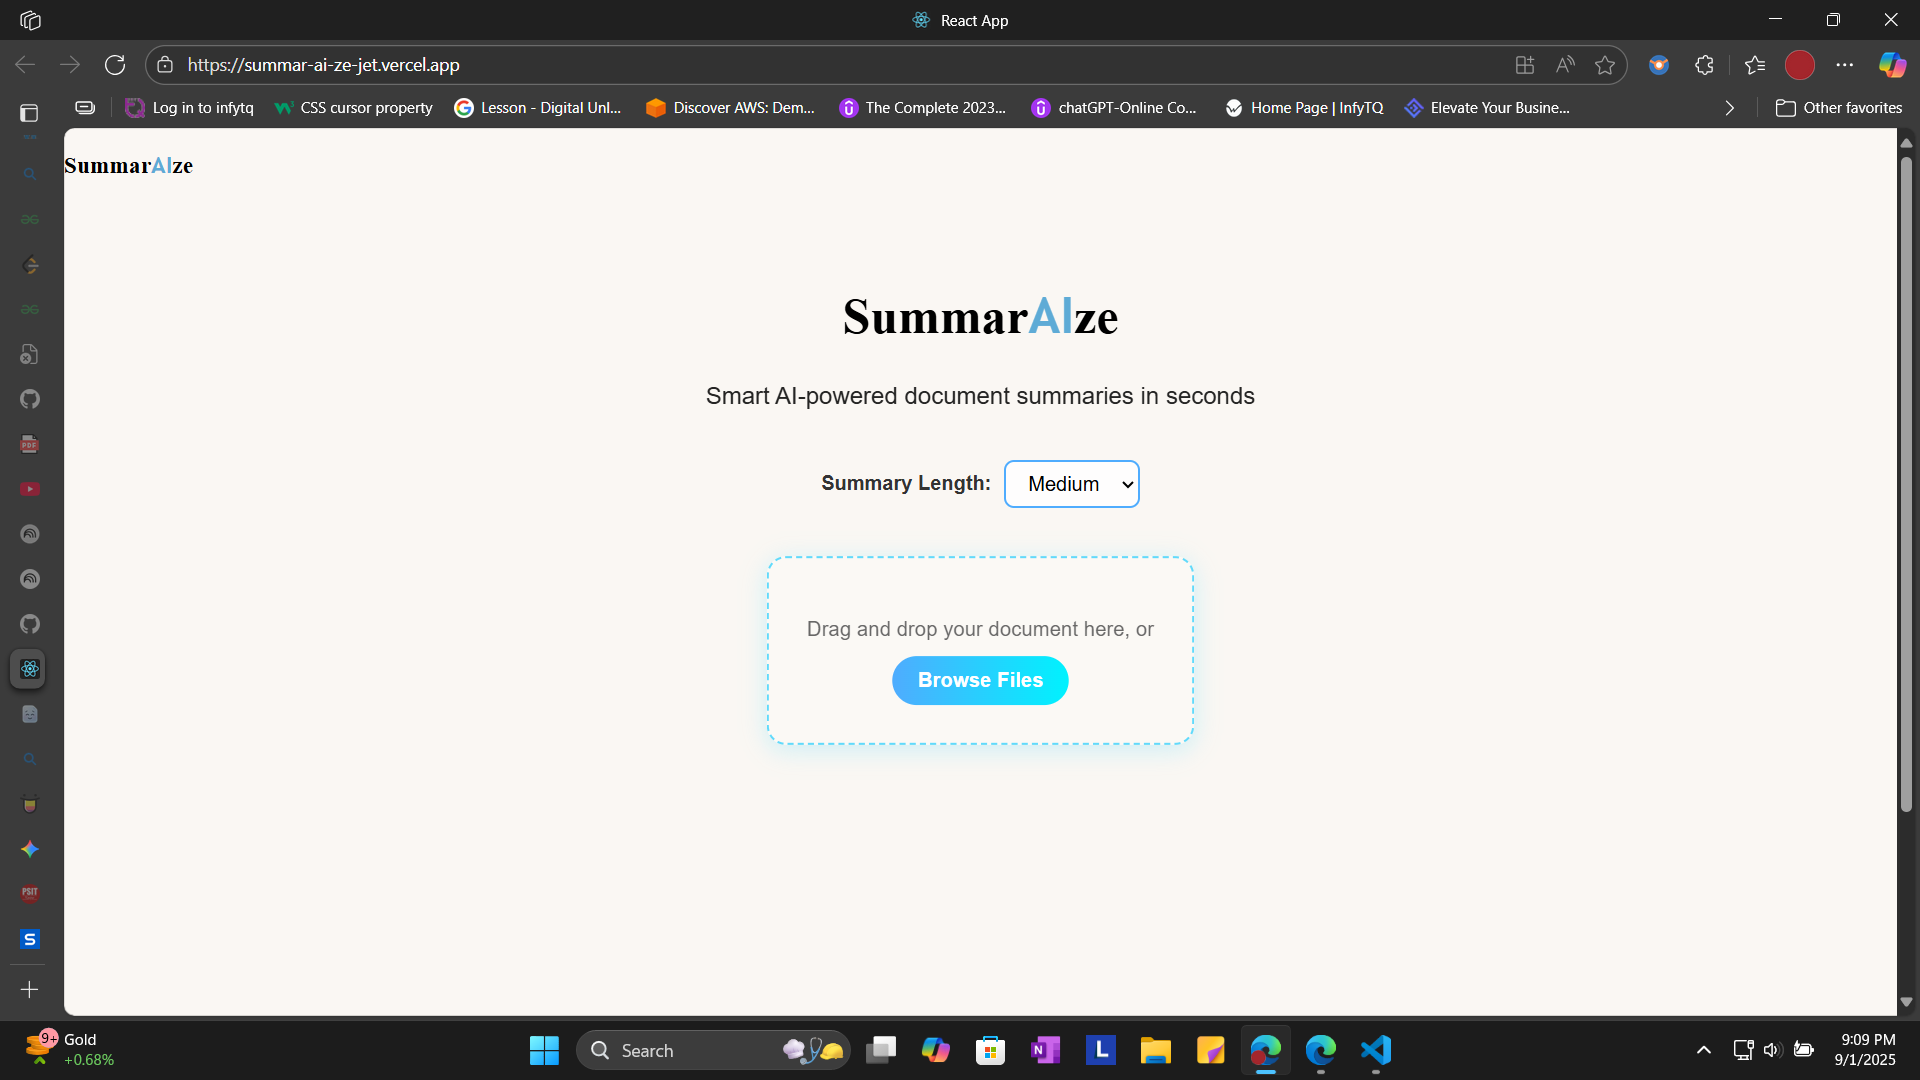 React App
https://summar-ai-ze-jet.vercel.app
Log in to infytq
CSS cursor property
Lesson - Digital Unl...
Discover AWS: Dem...
The Complete 2023...
chatGPT-Online Co...
Home Page | InfyTQ
Elevate Your Busine...
Other favorites
SummarAIze
SummarAIze
Smart AI-powered document summaries in seconds
Summary Length:
Medium
Drag and drop your document here, or
Browse Files
PDF
PSIT
S
9+
Gold
+0.68%
Search
N
L
9:09 PM
9/1/2025